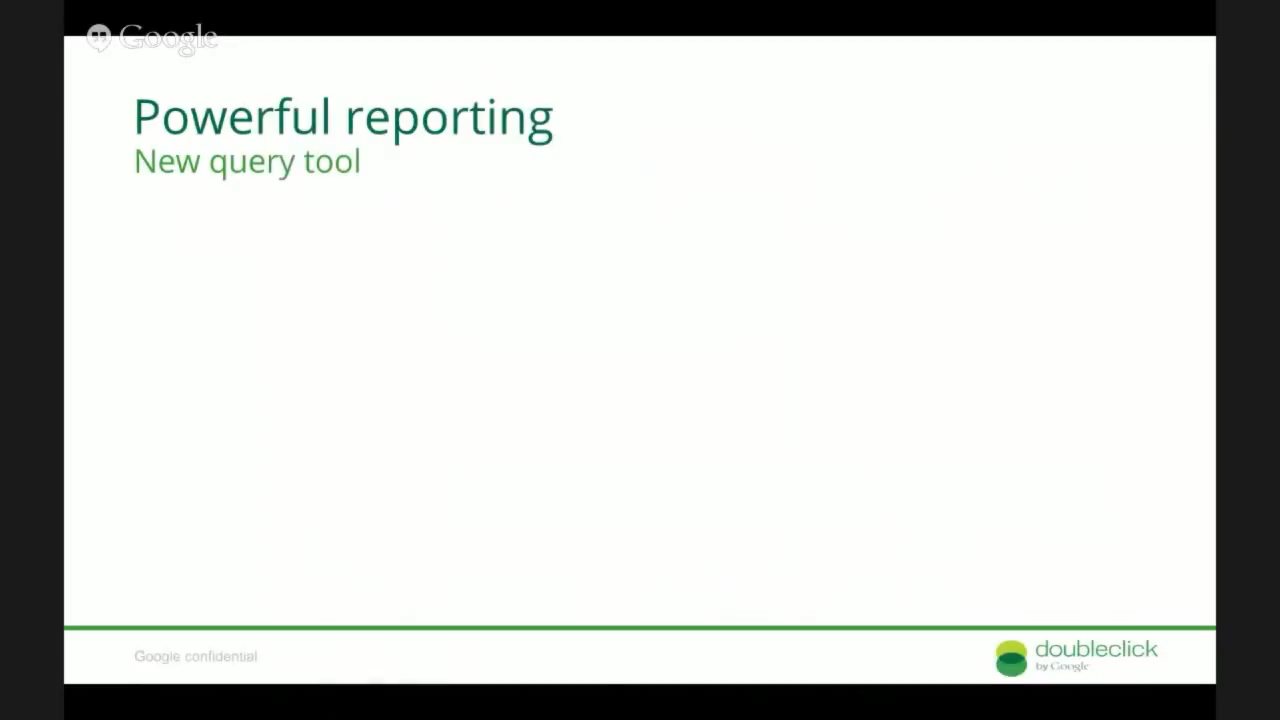 Google
Powerful reporting
New query tool
Google confidential
doubleclick
by Google